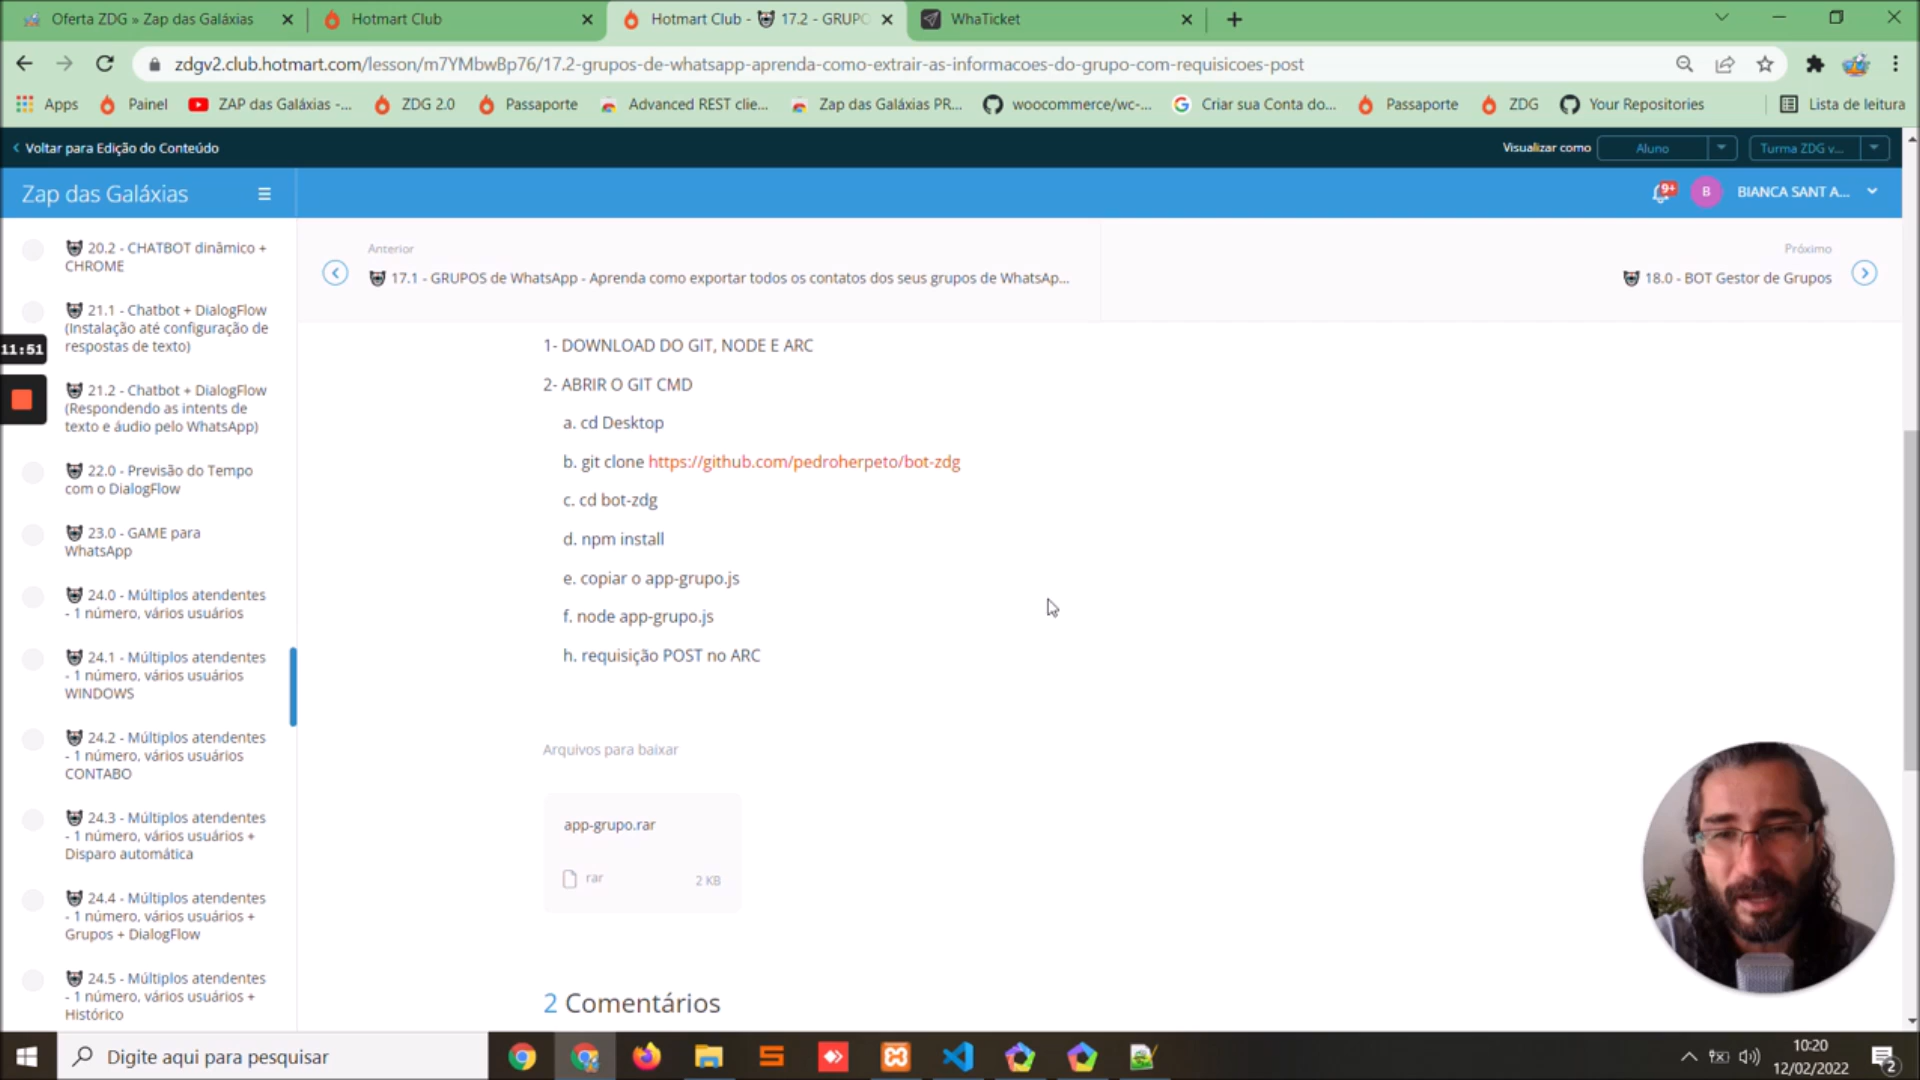 Oferta ZDG » Zap das Galáxias
Hotmart Club
Hotmart Club - 17.2 - GRUPO
WhaTicket
zdgv2.club.hotmart.com/lesson/m7YMbwBp76/17.2-grupos-de-whatsapp-aprenda-como-extrair-as-informacoes-do-grupo-com-requisicoes-post
Apps
Painel
ZAP das Galáxias -...
ZDG 2.0
Passaporte
Advanced REST clie...
Zap das Galáxias PR...
woocommerce/wc-...
Criar sua Conta do...
Passaporte
ZDG
Your Repositories
Lista de leitura
Voltar para Edição do Conteúdo
Visualizar como
Aluno
Turma ZDG v...
Zap das Galáxias
9+
B
BIANCA SANT A...
20.2 - CHATBOT dinâmico +
CHROME
21.1 - Chatbot + DialogFlow
(Instalação até configuração de
respostas de texto)
11:51
21.2 - Chatbot + DialogFlow
(Respondendo as intents de
texto e áudio pelo WhatsApp)
22.0 - Previsão do Tempo
com o DialogFlow
23.0 - GAME para
WhatsApp
24.0 - Múltiplos atendentes
- 1 número, vários usuários
24.1 - Múltiplos atendentes
- 1 número, vários usuários
WINDOWS
24.2 - Múltiplos atendentes
- 1 número, vários usuários
CONTABO
24.3 - Múltiplos atendentes
- 1 número, vários usuários +
Disparo automática
24.4 - Múltiplos atendentes
- 1 número, vários usuários +
Grupos + DialogFlow
24.5 - Múltiplos atendentes
- 1 número, vários usuários +
Histórico
Anterior
17.1 - GRUPOS de WhatsApp - Aprenda como exportar todos os contatos dos seus grupos de WhatsAp...
Próximo
18.0 - BOT Gestor de Grupos
1- DOWNLOAD DO GIT, NODE E ARC
2- ABRIR O GIT CMD
a. cd Desktop
b. git clone https://github.com/pedroherpeto/bot-zdg
c. cd bot-zdg
d. npm install
e. copiar o app-grupo.js
f. node app-grupo.js
h. requisição POST no ARC
Arquivos para baixar
app-grupo.rar
rar
2 KB
2 Comentários
Digite aqui para pesquisar
10:20
12/02/2022
2